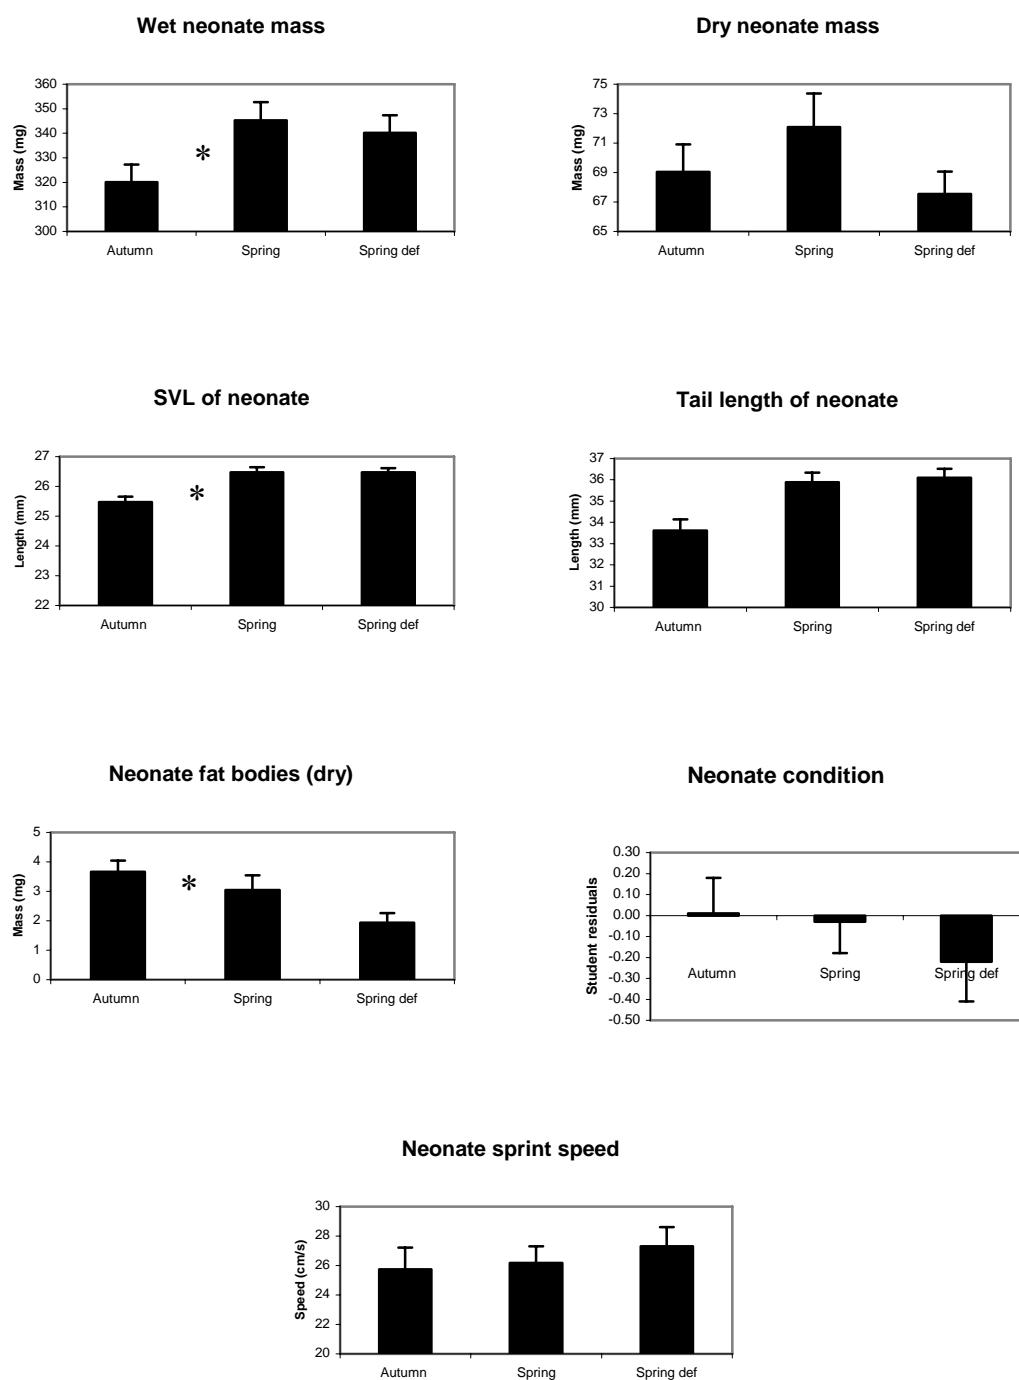 Wet neonate mass
Mass (mg)
360
350
340
330
320
310
300
*
Autumn Spring Spring def
Dry neonate mass
Mass (mg)
75
73
71
69
67
65
Autumn Spring Spring def
SVL of neonate
Length (mm)
27
26
25
24
23
22
*
Autumn Spring Spring def
Tail length of neonate
Length (mm)
37
36
35
34
33
32
31
30
Autumn Spring Spring def
Neonate fat bodies (dry)
Mass (mg)
5
4
3
2
1
0
*
Autumn Spring Spring def
Neonate condition
Student residuals
0.30
0.20
0.10
0.00
-0.10
-0.20
-0.30
-0.40
-0.50
Autumn Spring Spring def
Neonate sprint speed
Speed (cm/s)
30
28
26
24
22
20
Autumn Spring Spring def